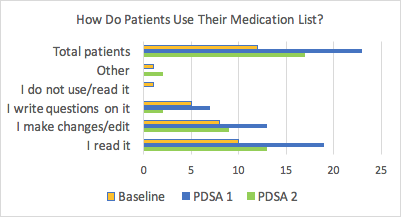 How Do Patients Use Their Medication List?
Total patients
Other
I do not use/read it
I write questions on it
I make changes/edit
I read it
0 5 10 15 20 25
Baseline PDSA 1 PDSA 2